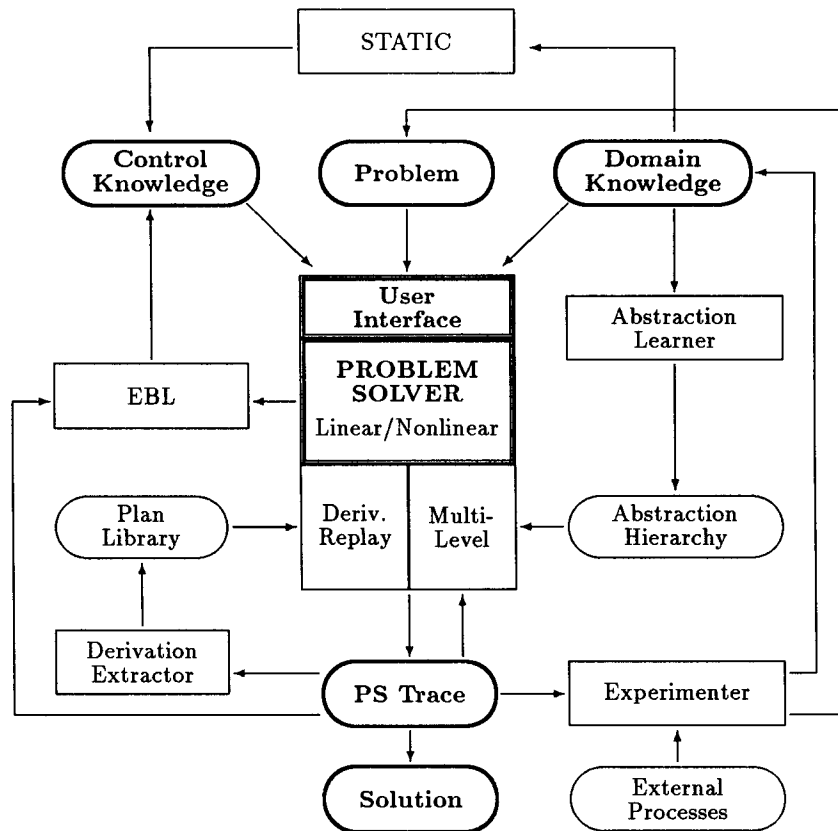 STATIC
Control
Knowledge
Problem
Domain
Knowledge
User
Interface
Abstraction
Learner
PROBLEM
SOLVER
Linear/Nonlinear
EBL
Plan
Library
Deriv.
Replay
Multi-
Level
Abstraction
Hierarchy
Derivation
Extractor
PS Trace
Experimenter
Solution
External
Processes